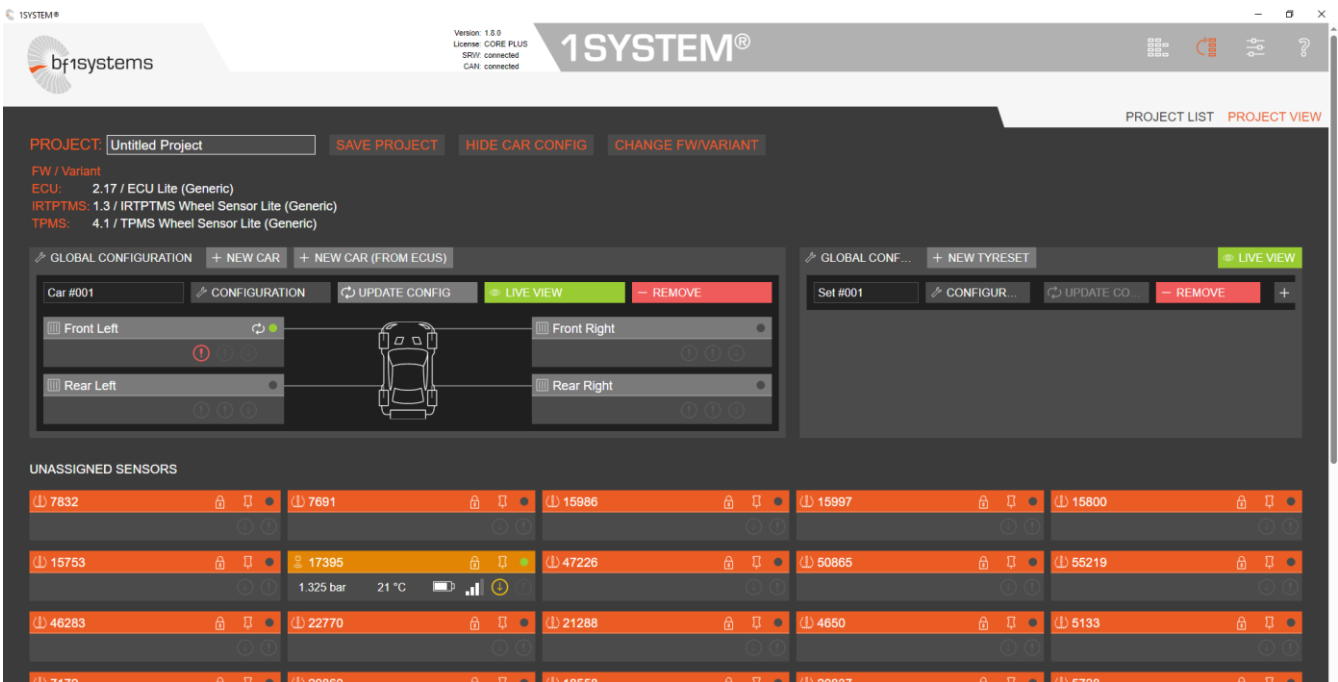 1SYSTEM®
bf1systems
Version: 1.8.0
License: CORE PLUS
SRW: connected
CAN: connected
1SYSTEM®
PROJECT LIST PROJECT VIEW
PROJECT: Untitled Project SAVE PROJECT HIDE CAR CONFIG CHANGE FW/VARIANT
FW / Variant
ECU: 2.17 / ECU Lite (Generic)
IRTPTMS: 1.3 / IRTPTMS Wheel Sensor Lite (Generic)
TPMS: 4.1 / TPMS Wheel Sensor Lite (Generic)
GLOBAL CONFIGURATION + NEW CAR + NEW CAR (FROM ECUS)
Car #001 CONFIGURATION UPDATE CONFIG LIVE VIEW − REMOVE
Front Left Front Right
Rear Left Rear Right
GLOBAL CONF... + NEW TYRESET LIVE VIEW
Set #001 CONFIGUR... UPDATE CO... − REMOVE +
UNASSIGNED SENSORS
7832 7691 15986 15997 15800
15753 17395 47226 50865 55219
1.325 bar 21 °C
46283 22770 21288 4650 5133